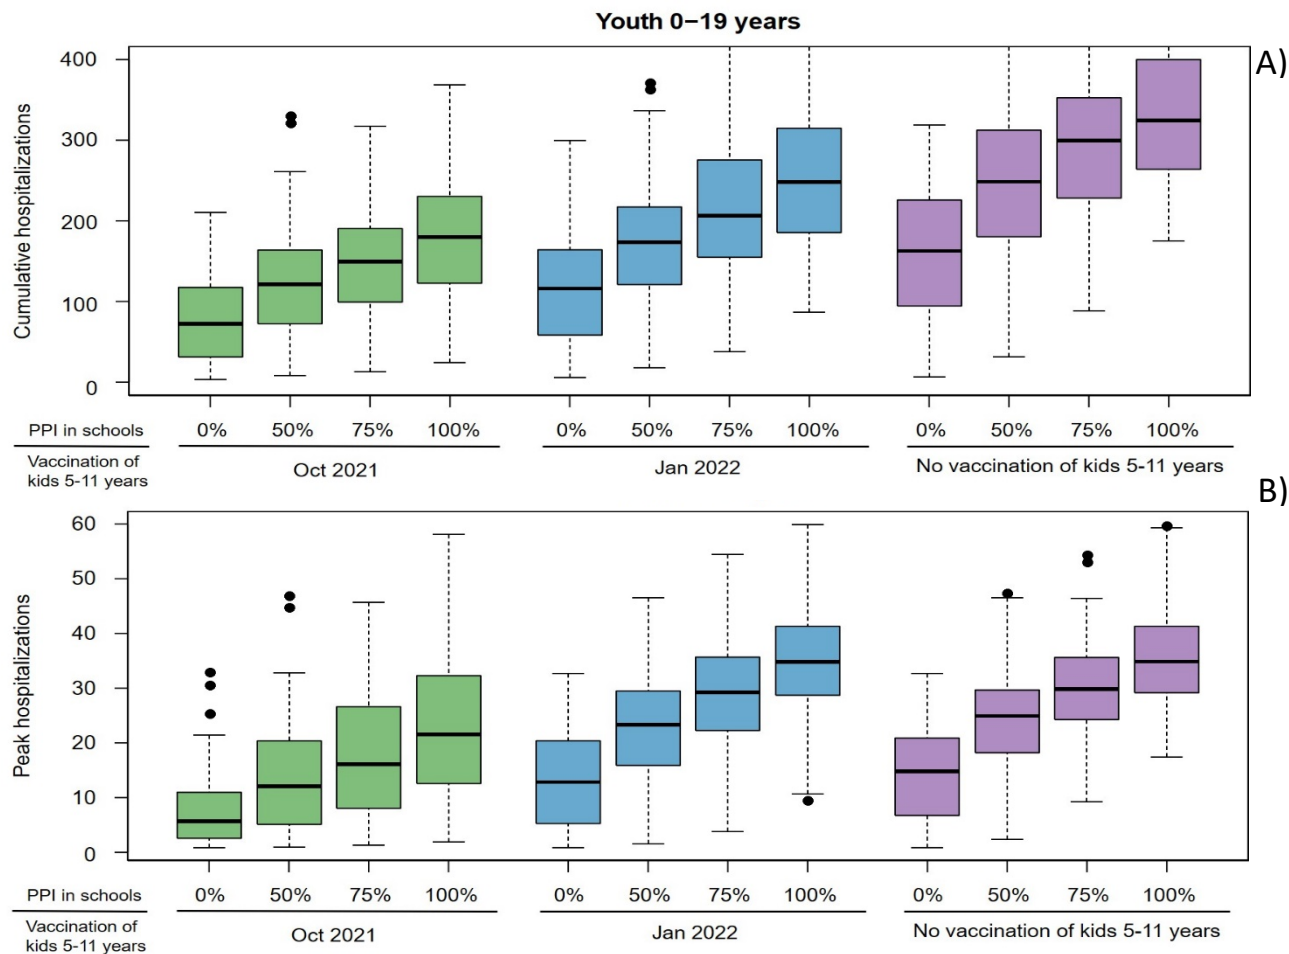 Youth 0−19 years
A)
Cumulative hospitalizations
400
300
200
100
0
PPI in schools 0% 50% 75% 100% 0% 50% 75% 100% 0% 50% 75% 100%
Vaccination of
kids 5-11 years
Oct 2021 Jan 2022 No vaccination of kids 5-11 years
B)
Peak hospitalizations
60
50
40
30
20
10
0
PPI in schools 0% 50% 75% 100% 0% 50% 75% 100% 0% 50% 75% 100%
Vaccination of
kids 5-11 years
Oct 2021 Jan 2022 No vaccination of kids 5-11 years